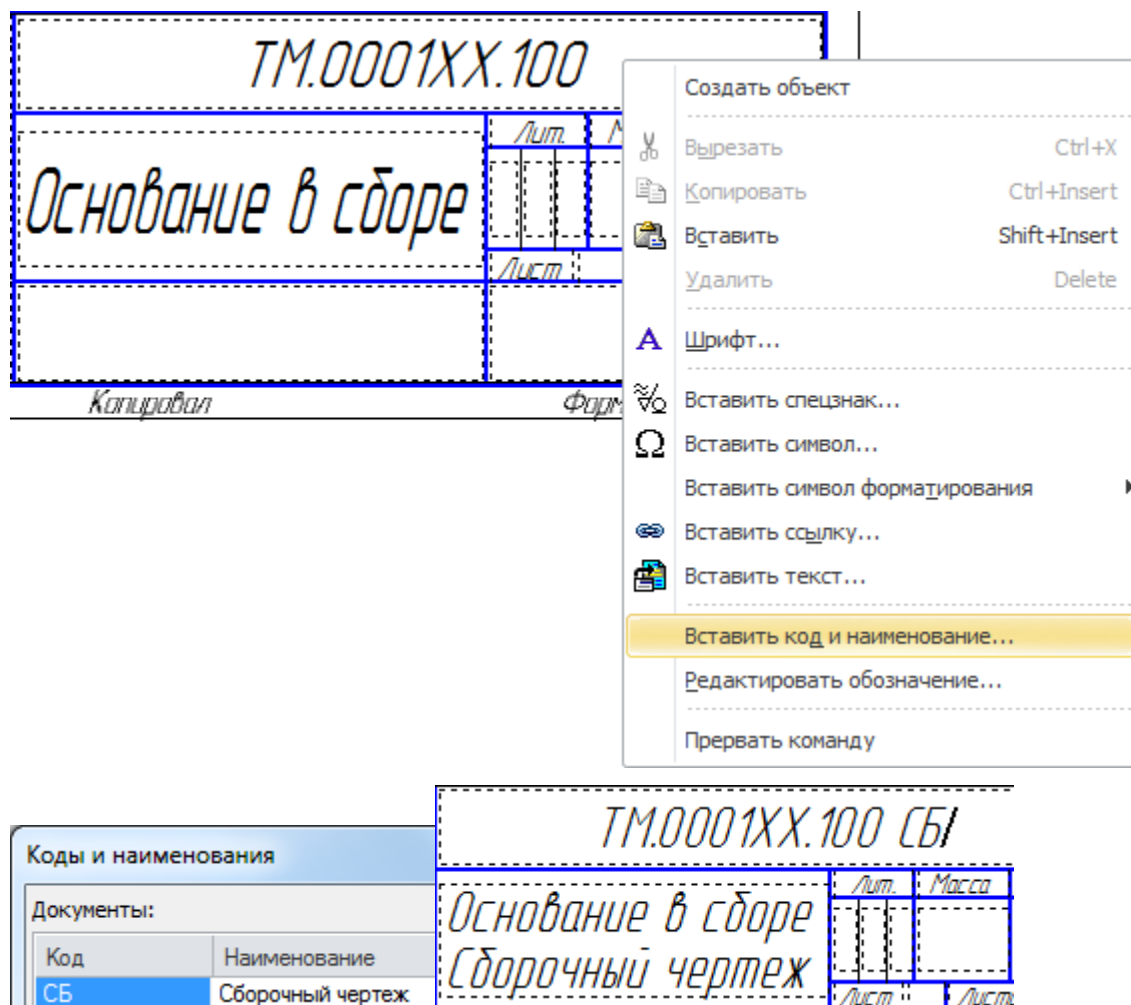 ТМ.0001ХХ.100
Основание в сборе
Лит.
Лист
Копировал
Форм
Создать объект
Вырезать Ctrl+X
Копировать Ctrl+Insert
Вставить Shift+Insert
Удалить Delete
Шрифт...
Вставить спецзнак...
Вставить символ...
Вставить символ форматирования
Вставить ссылку...
Вставить текст...
Вставить код и наименование...
Редактировать обозначение...
Прервать команду
Коды и наименования
Документы:
Код Наименование
СБ Сборочный чертеж
ТМ.0001ХХ.100 СБ
Основание в сборе
Сборочный чертеж
Лит. Масса
Лист Лист